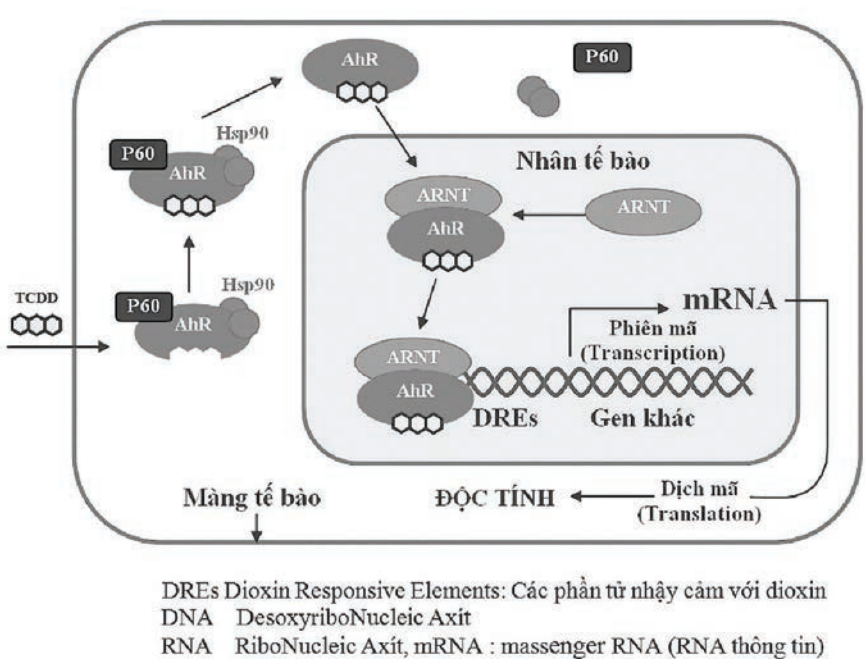 AhR
P60
Hsp90
P60
AhR
Nhân tế bào
ARNT
ARNT
AhR
TCDD
Hsp90
P60
AhR
mRNA
Phiên mã
(Transcription)
ARNT
AhR
DREs
Gen khác
Màng tế bào
ĐỘC TÍNH
Dịch mã
(Translation)
DREs Dioxin Responsive Elements: Các phần tử nhậy cảm với dioxin
DNA DesoxyriboNucleic Axít
RNA RiboNucleic Axít, mRNA : massenger RNA (RNA thông tin)